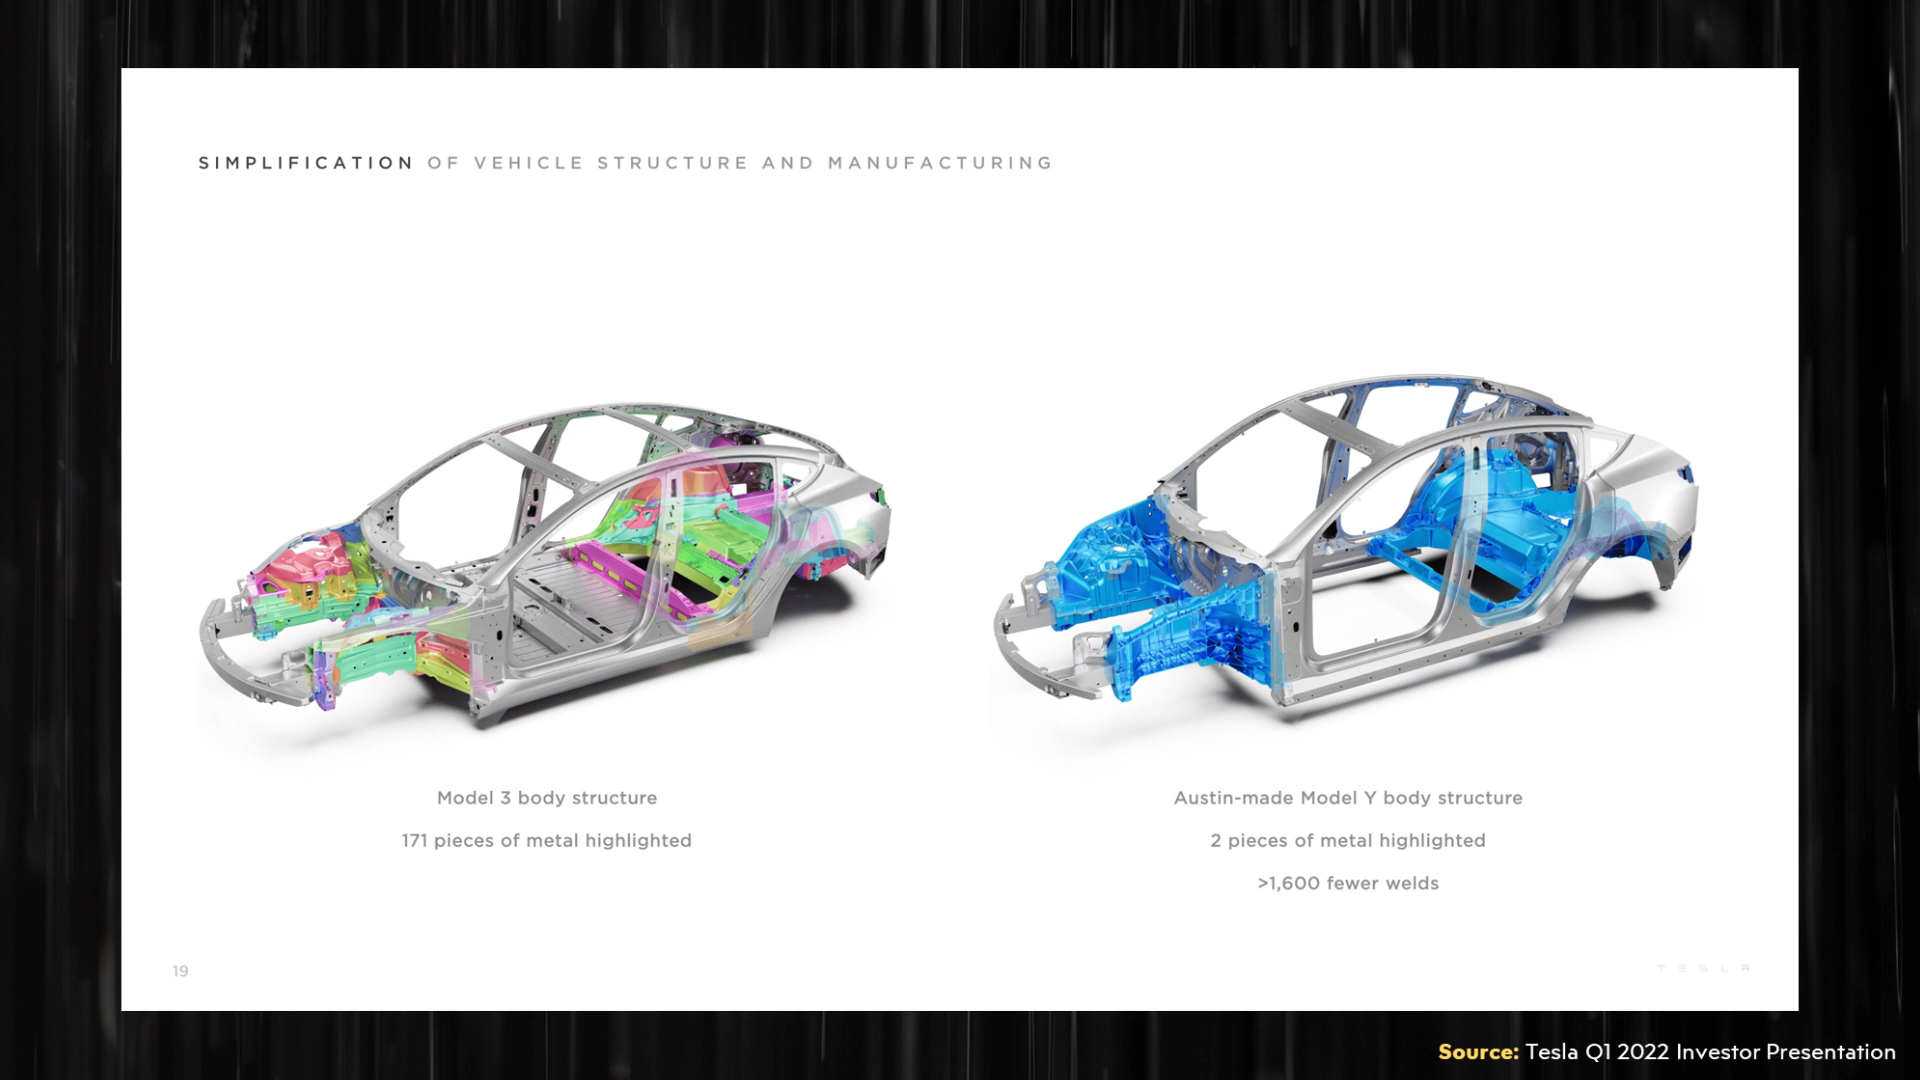 SIMPLIFICATION OF VEHICLE STRUCTURE AND MANUFACTURING
Model 3 body structure
171 pieces of metal highlighted
Austin-made Model Y body structure
2 pieces of metal highlighted
>1,600 fewer welds
19
TESLA
Source: Tesla Q1 2022 Investor Presentation